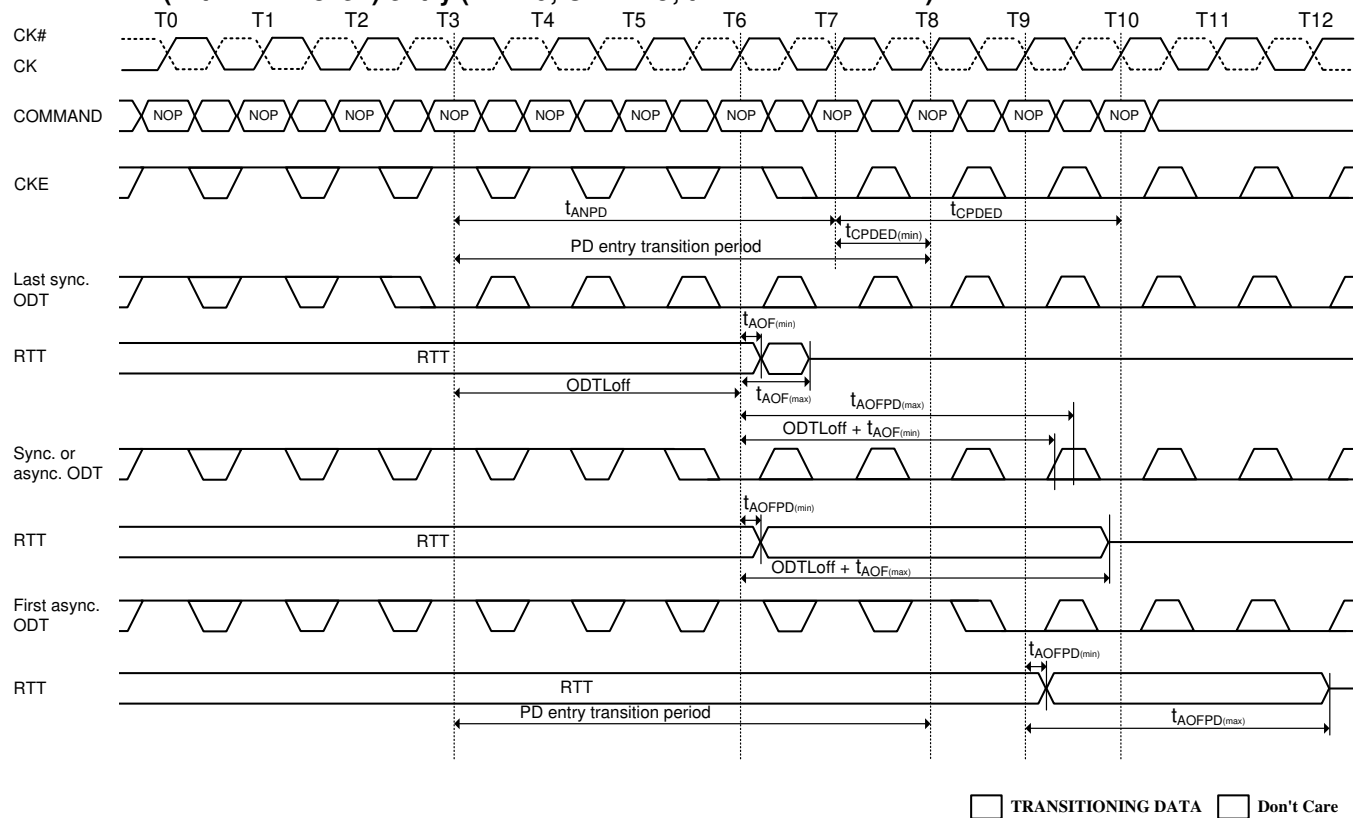 T0 T1 T2 T3 T4 T5 T6 T7 T8 T9 T10 T11 T12
CK#
CK
COMMAND NOP NOP NOP NOP NOP NOP NOP NOP NOP NOP NOP
CKE
tANPD tCPDED
tCPDED(min)
PD entry transition period
Last sync.
ODT
tAOF(min)
RTT RTT
ODTLoff tAOF(max)
tAOFPD(max)
ODTLoff + tAOF(min)
Sync. or
async. ODT
tAOFPD(min)
RTT RTT
ODTLoff + tAOF(max)
First async.
ODT
tAOFPD(min)
RTT RTT
PD entry transition period tAOFPD(max)
TRANSITIONING DATA Don't Care